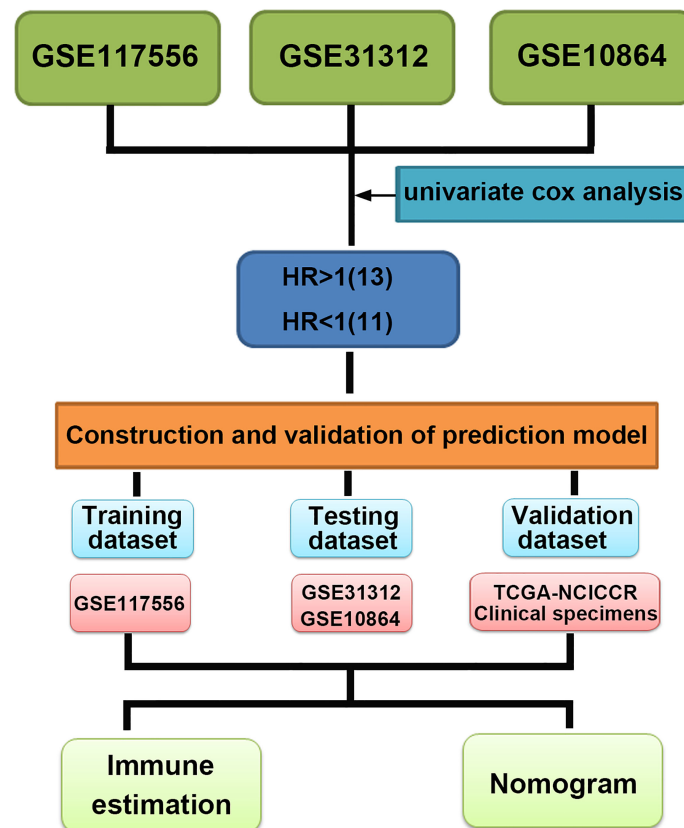 GSE117556
GSE31312
GSE10864
univariate cox analysis
HR>1(13)
HR<1(11)
Construction and validation of prediction model
Training
dataset
Testing
dataset
Validation
dataset
GSE117556
GSE31312
GSE10864
TCGA-NCICCR
Clinical specimens
Immune
estimation
Nomogram